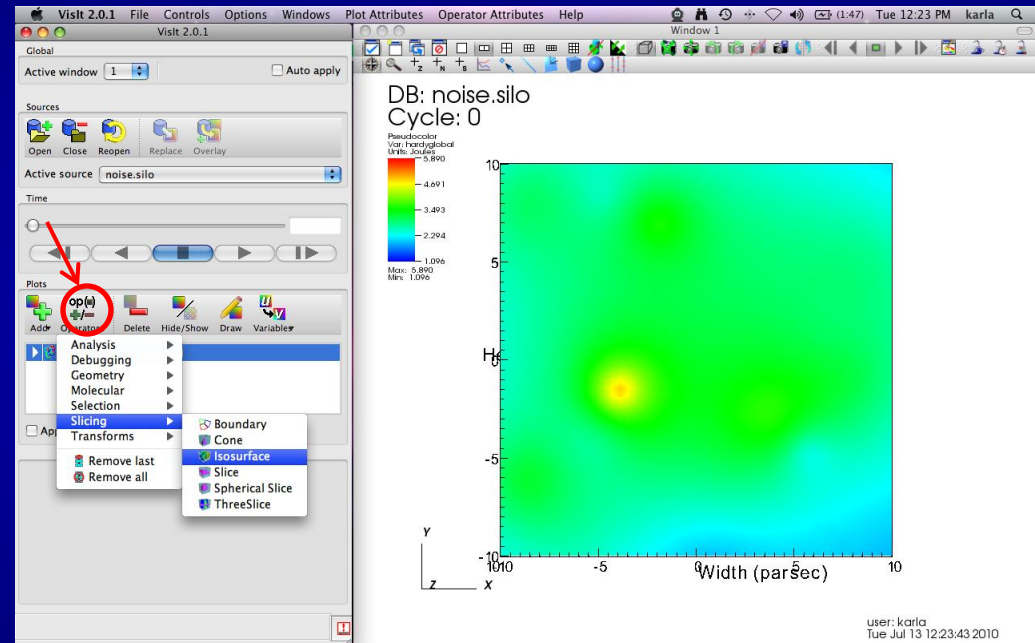 VisIt 2.0.1 File Controls Options Windows Plot Attributes Operator Attributes Help (1:47) Tue 12:23 PM karla
VisIt 2.0.1
Window 1
Global
Active window 1 Auto apply
Sources
Open Close Reopen Replace Overlay
Active source noise.silo
Time
Plots
op(u)
Add Operators Delete Hide/Show Draw Variables
Analysis
Debugging
Geometry
Molecular
Selection
Slicing
Transforms
Remove last
Remove all
Boundary
Cone
Isosurface
Slice
Spherical Slice
ThreeSlice
DB: noise.silo
Cycle: 0
Pseudocolor
Var: hardyglobal
Units: Joules
5.890
4.691
3.493
2.294
1.096
Max: 5.890
Min: 1.096
10
5
0
-5
-10
-5
0
5
10
Width (parsec)
Y
Z X
user: karla
Tue Jul 13 12:23:43 2010